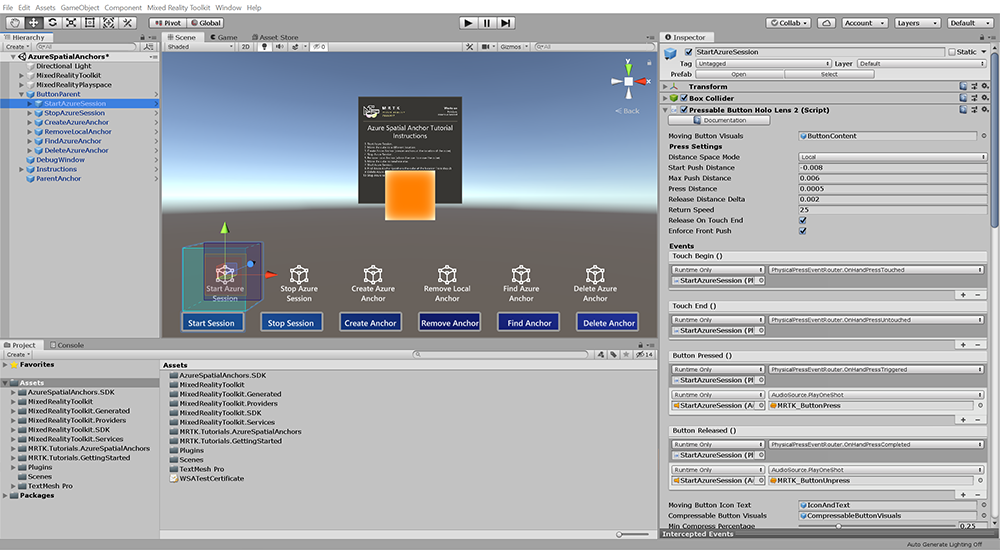 File Edit Assets GameObject Component Mixed Reality Toolkit Window Help
Pivot Global
Collab Account Layers Default
Hierarchy
Create All
AzureSpatialAnchors*
Directional Light
MixedRealityToolkit
MixedRealityPlayspace
ButtonParent
StartAzureSession
StopAzureSession
CreateAzureAnchor
RemoveLocalAnchor
FindAzureAnchor
DeleteAzureAnchor
DebugWindow
Instructions
ParentAnchor
Scene Game Asset Store
Shaded 2D 0 Gizmos All
y
x
Back
MRTK
Azure Spatial Anchor Tutorial
Instructions
Start Azure
Session
Stop Azure
Session
Create Azure
Anchor
Remove Local
Anchor
Find Azure
Anchor
Delete Azure
Anchor
Start Session
Stop Session
Create Anchor
Remove Anchor
Find Anchor
Delete Anchor
Project Console
Create 14
Favorites
Assets
AzureSpatialAnchors.SDK
MixedRealityToolkit
MixedRealityToolkit.Generated
MixedRealityToolkit.Providers
MixedRealityToolkit.SDK
MixedRealityToolkit.Services
MRTK.Tutorials.AzureSpatialAnchors
MRTK.Tutorials.GettingStarted
Plugins
Scenes
TextMesh Pro
Packages
Assets
AzureSpatialAnchors.SDK
MixedRealityToolkit
MixedRealityToolkit.Generated
MixedRealityToolkit.Providers
MixedRealityToolkit.SDK
MixedRealityToolkit.Services
MRTK.Tutorials.AzureSpatialAnchors
MRTK.Tutorials.GettingStarted
Plugins
Scenes
TextMesh Pro
WSATestCertificate
Inspector
StartAzureSession Static
Tag Untagged Layer Default
Prefab Open Select
Transform
Box Collider
Pressable Button Holo Lens 2 (Script)
Documentation
Moving Button Visuals ButtonContent
Press Settings
Distance Space Mode Local
Start Push Distance -0.008
Max Push Distance 0.006
Press Distance 0.0005
Release Distance Delta 0.002
Return Speed 25
Release On Touch End
Enforce Front Push
Events
Touch Begin ()
Runtime Only PhysicalPressEventRouter.OnHandPressTouched
StartAzureSession (Pl
Touch End ()
Runtime Only PhysicalPressEventRouter.OnHandPressUntouched
StartAzureSession (Pl
Button Pressed ()
Runtime Only PhysicalPressEventRouter.OnHandPressTriggered
StartAzureSession (Pl
Runtime Only AudioSource.PlayOneShot
StartAzureSession (Au MRTK_ButtonPress
Button Released ()
Runtime Only PhysicalPressEventRouter.OnHandPressCompleted
StartAzureSession (Pl
Runtime Only AudioSource.PlayOneShot
StartAzureSession (Au MRTK_ButtonUnpress
Moving Button Icon Text IconAndText
Compressable Button Visuals CompressableButtonVisuals
Min Compress Percentage 0.25
Intercepted Events
Auto Generate Lighting Off